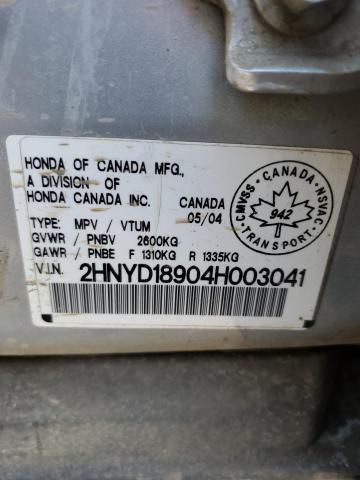 HONDA OF CANADA MFG.,
A DIVISION OF
HONDA CANADA INC. CANADA
05/04
TYPE: MPV / VTUM
GVWR / PNBV 2600KG
GAWR / PNBE F 1310KG R 1335KG
V.I.N. 2HNYD18904H003041
CMVSS · CANADA · NSVAC
942
TRANSPORT